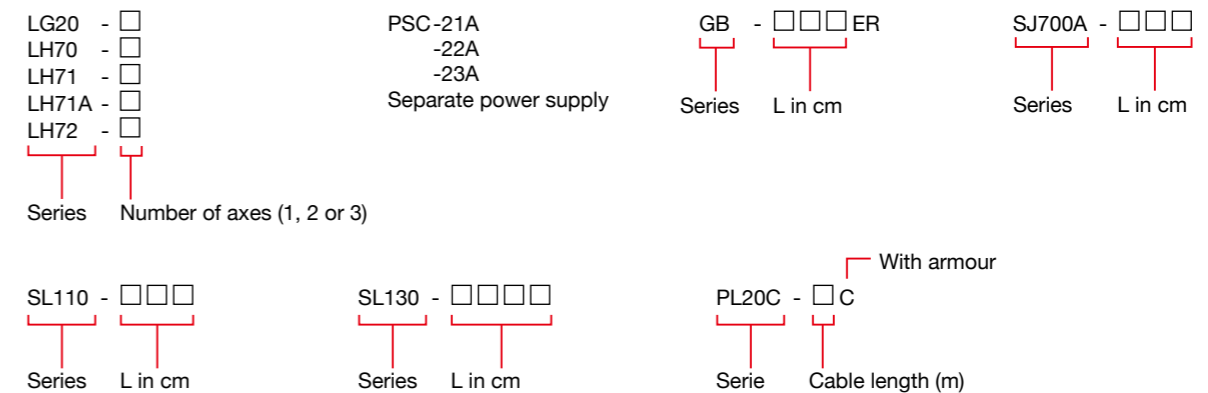 LG20 - □
LH70 - □
LH71 - □
LH71A - □
LH72 - □
Series Number of axes (1, 2 or 3)
PSC-21A
-22A
-23A
Separate power supply
GB - □□□ER
Series L in cm
SJ700A - □□□
Series L in cm
SL110 - □□□
Series L in cm
SL130 - □□□□
Series L in cm
With armour
PL20C - □C
Serie Cable length (m)